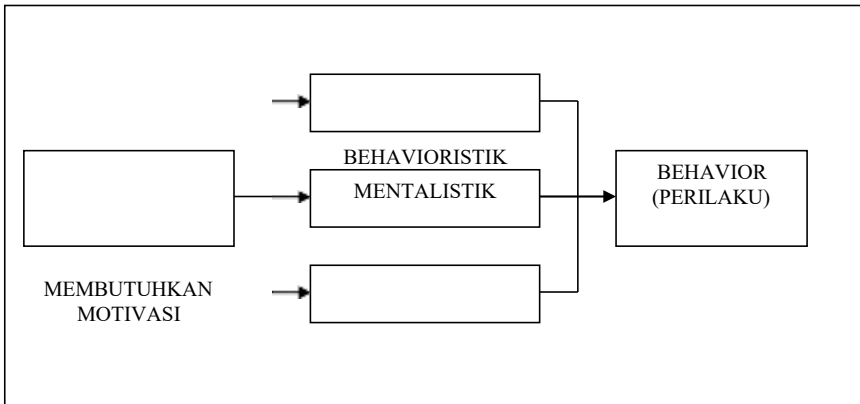 BEHAVIORISTIK
MENTALISTIK
BEHAVIOR
(PERILAKU)
MEMBUTUHKAN
MOTIVASI